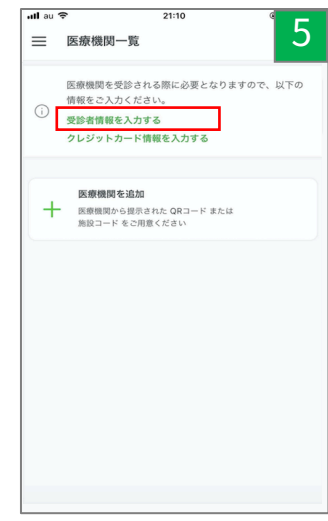 au
21:10
5
医療機関一覧
医療機関を受診される際に必要となりますので、以下の
情報をご入力ください。
受診者情報を入力する
クレジットカード情報を入力する
医療機関を追加
医療機関から提示された QRコード または
施設コード をご用意ください